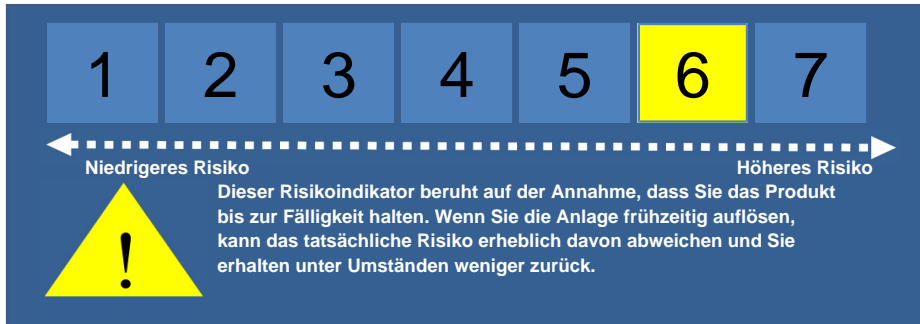 1 2 3 4 5 6 7
Niedrigeres Risiko Höheres Risiko
Dieser Risikoindikator beruht auf der Annahme, dass Sie das Produkt
bis zur Fälligkeit halten. Wenn Sie die Anlage frühzeitig auflösen,
kann das tatsächliche Risiko erheblich davon abweichen und Sie
erhalten unter Umständen weniger zurück.
!